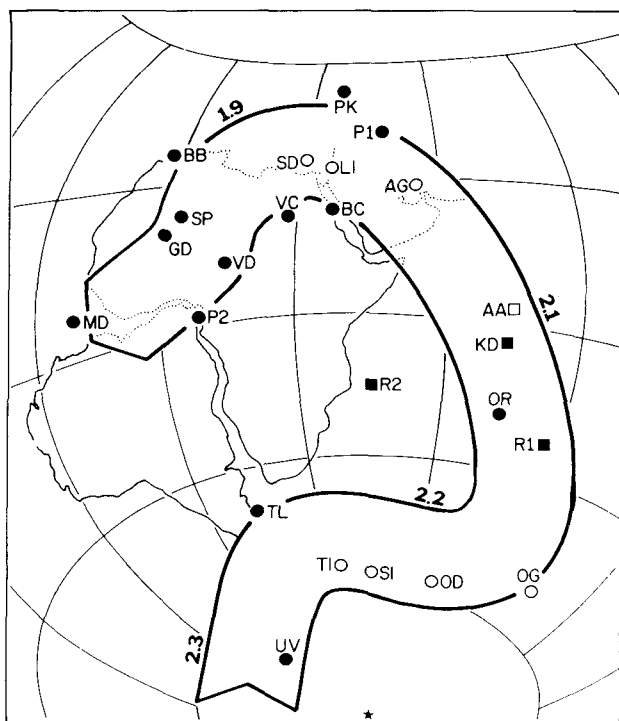 1.9
PK
P1
BB
SD
LI
AG
SP
VC
BC
GD
VD
MD
P2
AA
2.1
KD
R2
OR
R1
2.2
TL
TI
SI
OD
OG
2.3
UV